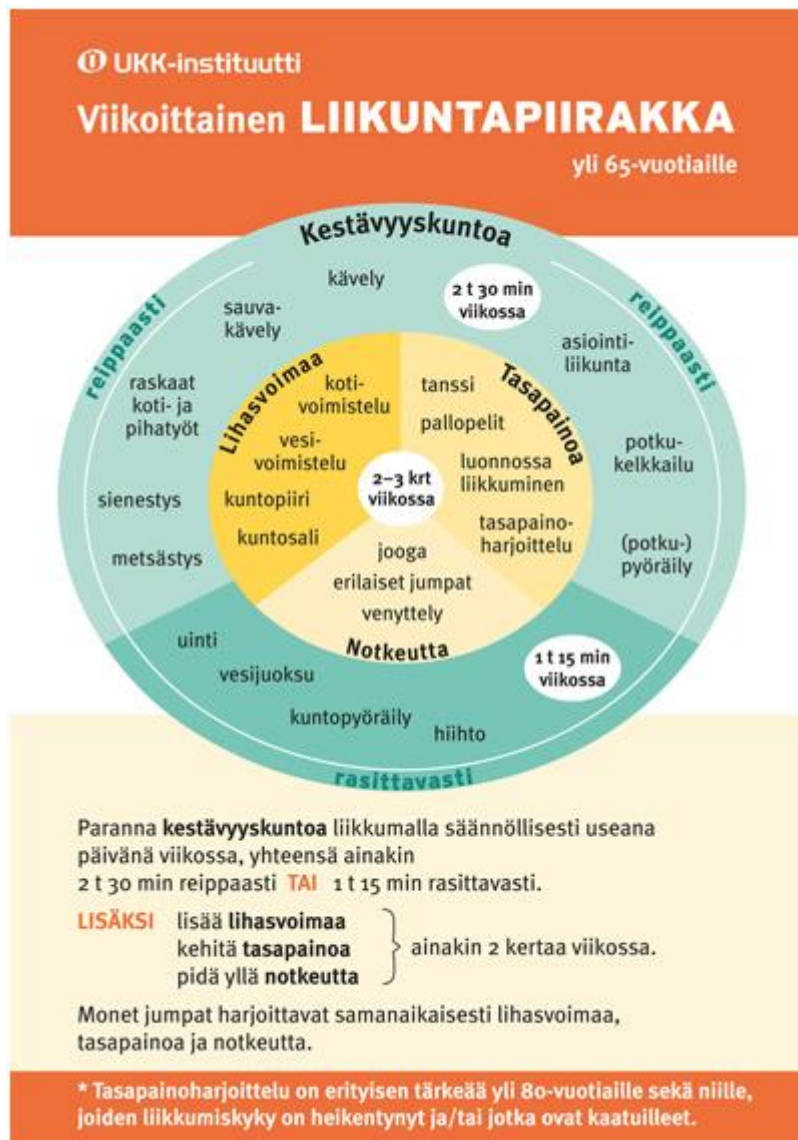 UKK-instituutti
Viikoittainen LIIKUNTAPIIRAKKA
yli 65-vuotiaille
Kestävyyskuntoa
reippaasti
kävely
2 t 30 min
viikossa
reippaasti
sauva-
kävely
asiointi-
liikunta
raskaat
koti- ja
pihatyöt
potku-
kelkkailu
sienestys
metsästys
(potku-)
pyöräily
Lihasvoimaa
koti-
voimistelu
vesi-
voimistelu
kuntopiiri
kuntosali
Tasapainoa
tanssi
pallopelit
luonnossa
liikkuminen
tasapaino-
harjoittelu
2–3 krt
viikossa
jooga
erilaiset jumpat
venyttely
Notkeutta
uinti
vesijuoksu
kuntopyöräily
hiihto
1 t 15 min
viikossa
rasittavasti
Paranna kestävyyskuntoa liikkumalla säännöllisesti useana
päivänä viikossa, yhteensä ainakin
2 t 30 min reippaasti TAI 1 t 15 min rasittavasti.
LISÄKSI lisää lihasvoimaa
kehitä tasapainoa
pidä yllä notkeutta
ainakin 2 kertaa viikossa.
Monet jumpat harjoittavat samanaikaisesti lihasvoimaa,
tasapainoa ja notkeutta.
* Tasapainoharjoittelu on erityisen tärkeää yli 80-vuotiaille sekä niille,
joiden liikkumiskyky on heikentynyt ja/tai jotka ovat kaatuilleet.